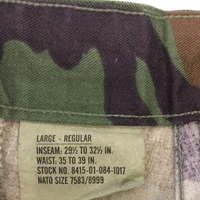 LARGE - REGULAR
INSEAM: 29½ TO 32½ IN.
WAIST: 35 TO 39 IN.
STOCK NO. 8415-01-084-1017
NATO SIZE 7583/8999